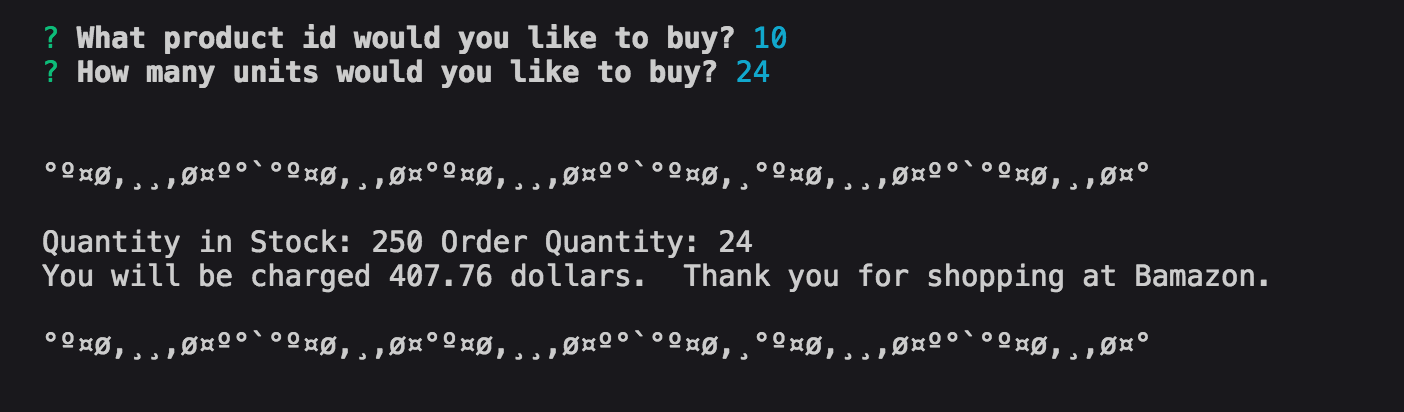 ? What product id would you like to buy? 10
? How many units would you like to buy? 24
°º¤ø,¸¸,ø¤º°`°º¤ø,¸,ø¤°º¤ø,¸¸,ø¤º°`°º¤ø,¸°º¤ø,¸¸,ø¤º°`°º¤ø,¸,ø¤°
Quantity in Stock: 250 Order Quantity: 24
You will be charged 407.76 dollars.  Thank you for shopping at Bamazon.
°º¤ø,¸¸,ø¤º°`°º¤ø,¸,ø¤°º¤ø,¸¸,ø¤º°`°º¤ø,¸°º¤ø,¸¸,ø¤º°`°º¤ø,¸,ø¤°